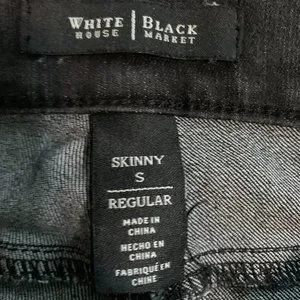 WHITE | BLACK
HOUSE | MARKET
SKINNY
S
REGULAR
MADE IN
CHINA
HECHO EN
CHINA
FABRIQUÉ EN
CHINE